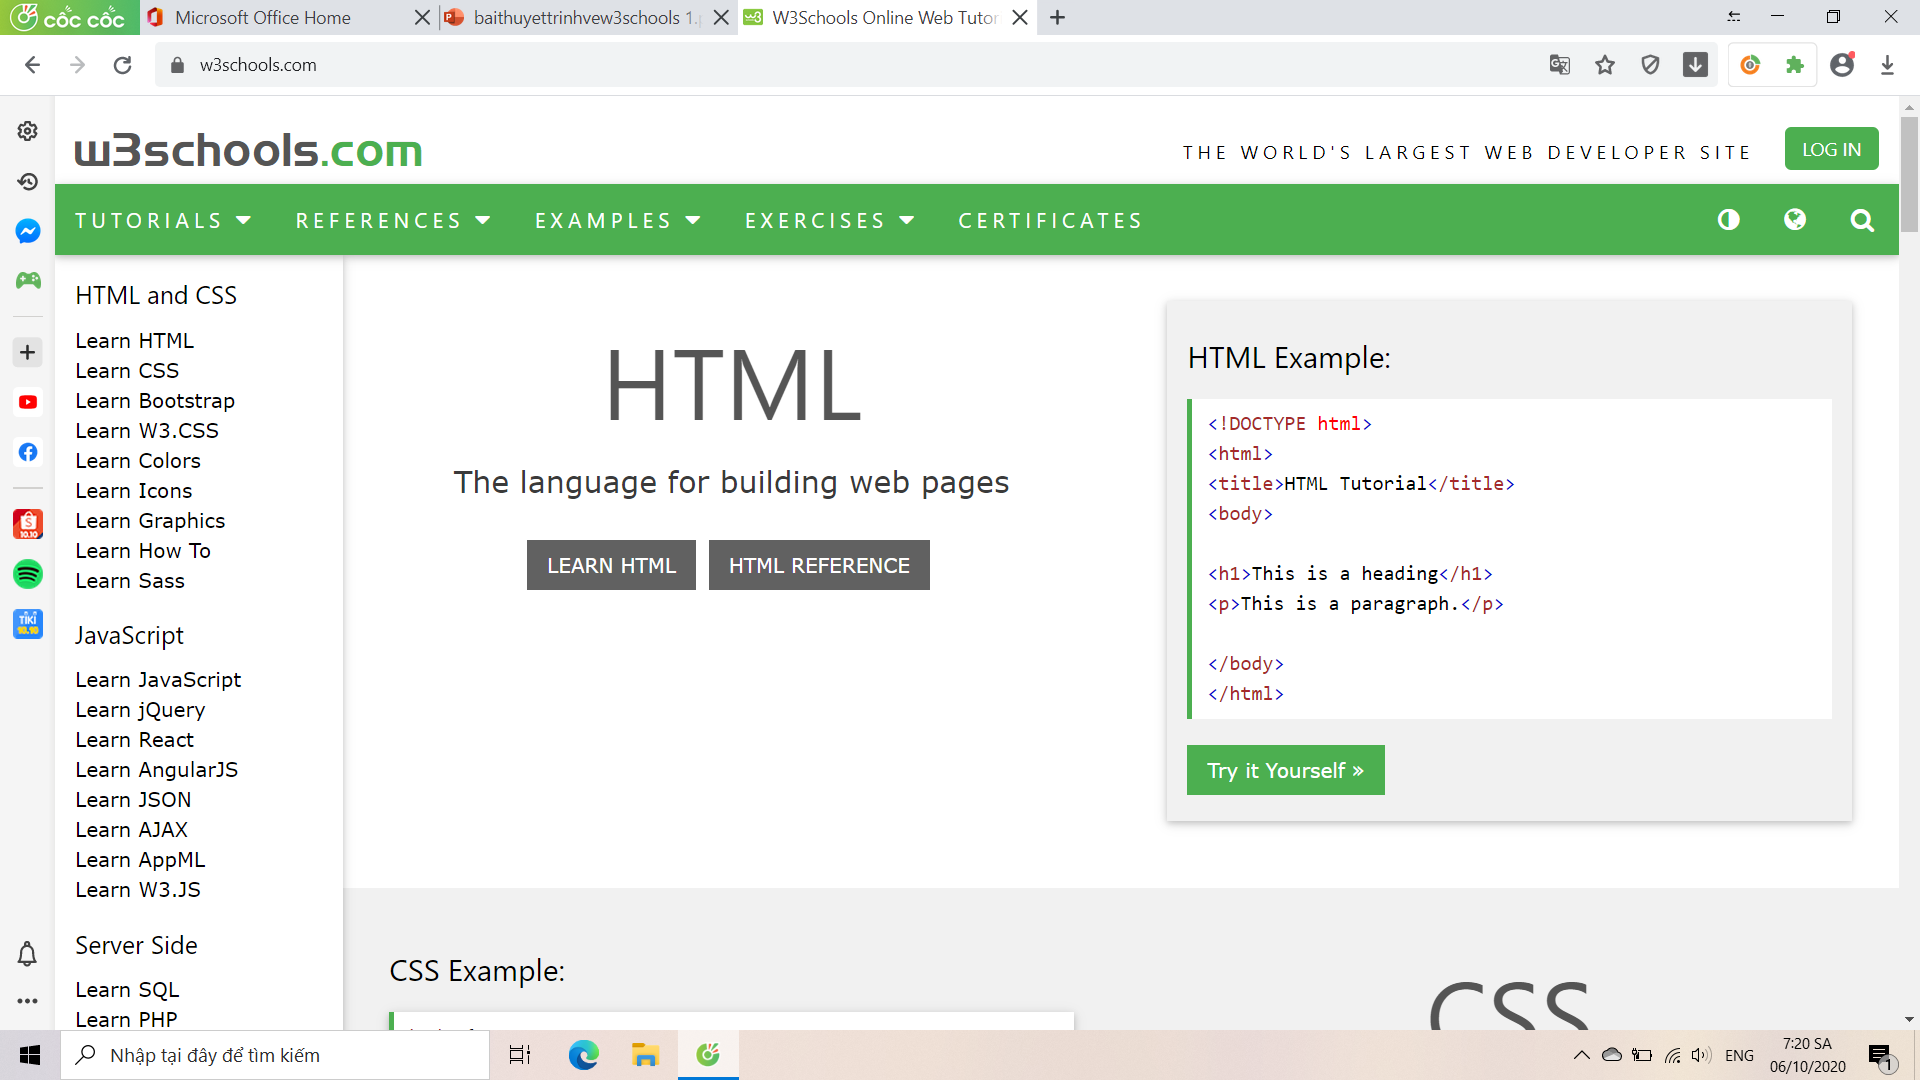 cốc cốc
Microsoft Office Home
baithuyettrinhvew3schools 1.p
W3Schools Online Web Tutor
w3schools.com
w3schools.com
THE WORLD'S LARGEST WEB DEVELOPER SITE
LOG IN
TUTORIALS
REFERENCES
EXAMPLES
EXERCISES
CERTIFICATES
HTML and CSS
Learn HTML
Learn CSS
Learn Bootstrap
Learn W3.CSS
Learn Colors
Learn Icons
Learn Graphics
Learn How To
Learn Sass
JavaScript
Learn JavaScript
Learn jQuery
Learn React
Learn AngularJS
Learn JSON
Learn AJAX
Learn AppML
Learn W3.JS
Server Side
Learn SQL
Learn PHP
HTML
The language for building web pages
LEARN HTML
HTML REFERENCE
HTML Example:
<!DOCTYPE html>
<html>
<title>HTML Tutorial</title>
<body>
<h1>This is a heading</h1>
<p>This is a paragraph.</p>
</body>
</html>
Try it Yourself »
CSS Example:
CSS
10.10
TIKI
10.10
Nhập tại đây để tìm kiếm
ENG
7:20 SA
06/10/2020
1